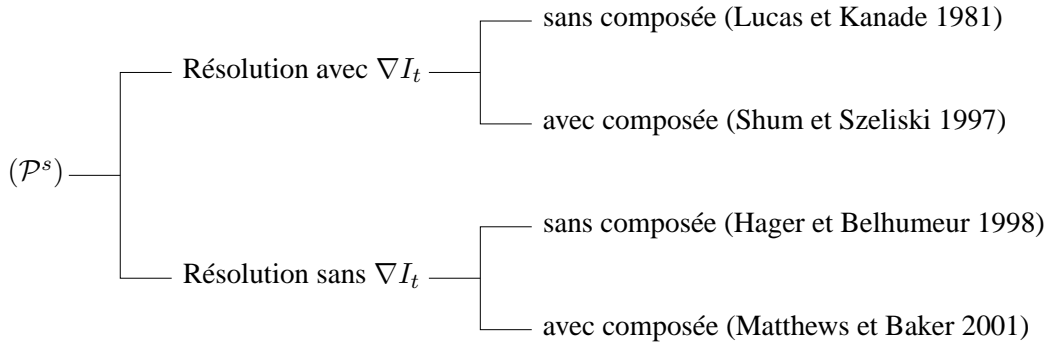 sans composée (Lucas et Kanade 1981)
Résolution avec ∇I_t
avec composée (Shum et Szeliski 1997)
(𝒫^s)
sans composée (Hager et Belhumeur 1998)
Résolution sans ∇I_t
avec composée (Matthews et Baker 2001)